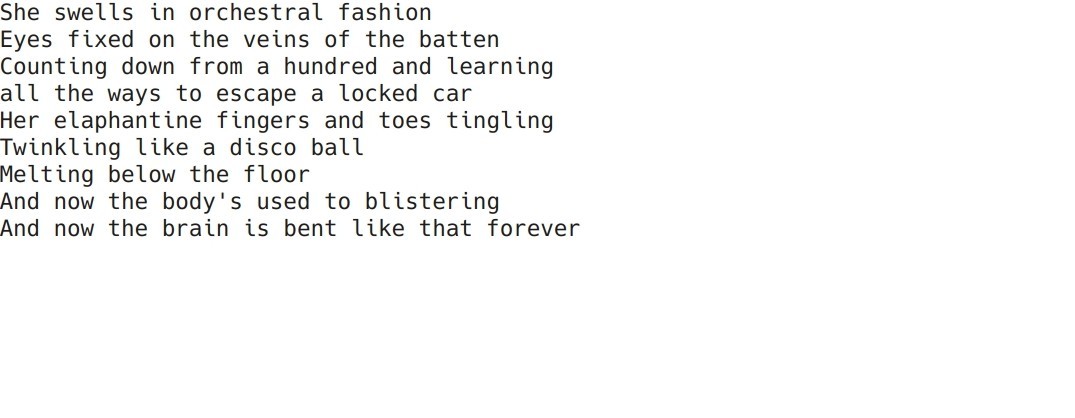 She swells in orchestral fashion
Eyes fixed on the veins of the batten
Counting down from a hundred and learning
all the ways to escape a locked car
Her elaphantine fingers and toes tingling
Twinkling like a disco ball
Melting below the floor
And now the body's used to blistering
And now the brain is bent like that forever